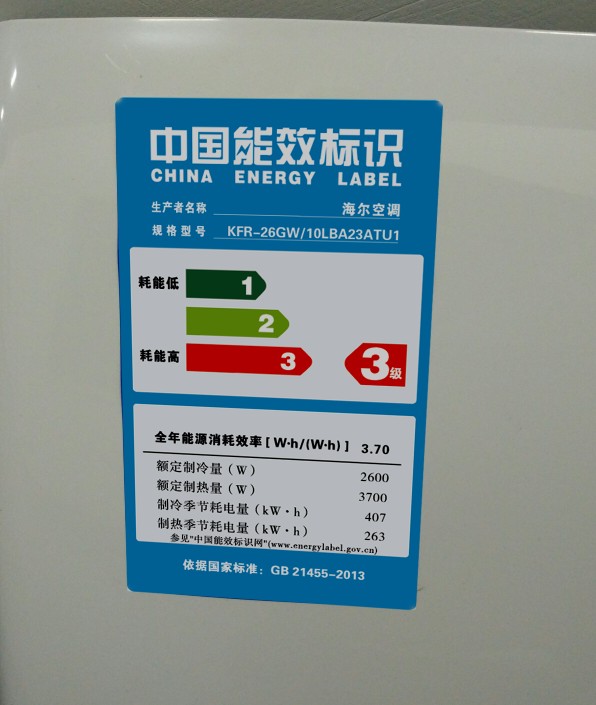 中国能效标识
CHINA ENERGY LABEL
生产者名称 海尔空调
规格型号 KFR-26GW/10LBA23ATU1
耗能低 1
2
耗能高 3 3级
全年能源消耗效率[W·h/(W·h)] 3.70
额定制冷量（W） 2600
额定制热量（W） 3700
制冷季节耗电量（kW·h） 407
制热季节耗电量（kW·h） 263
参见"中国能效标识网"(www.energylabel.gov.cn)
依据国家标准：GB 21455-2013